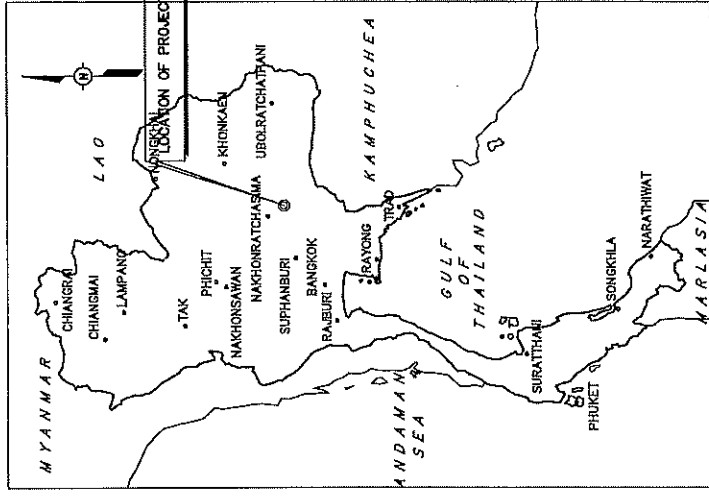 MYANMAR
LAO
N
CHIANGRAI
CHIANGMAI
LAMPANG
NONGKHAI
LOCATION OF PROJEC
TAK
PHICHIT
KHONKAEN
NAKHONSAWAN
UBOLRATCHATHANI
NAKHONRATCHASIMA
SUPHANBURI
BANGKOK
RAJBURI
KAMPHUCHEA
RAYONG
TRAD
ANDAMAN
SEA
GULF
OF
THAILAND
SURATTHANI
PHUKET
SONGKHLA
NARATHIWAT
MARLASIA